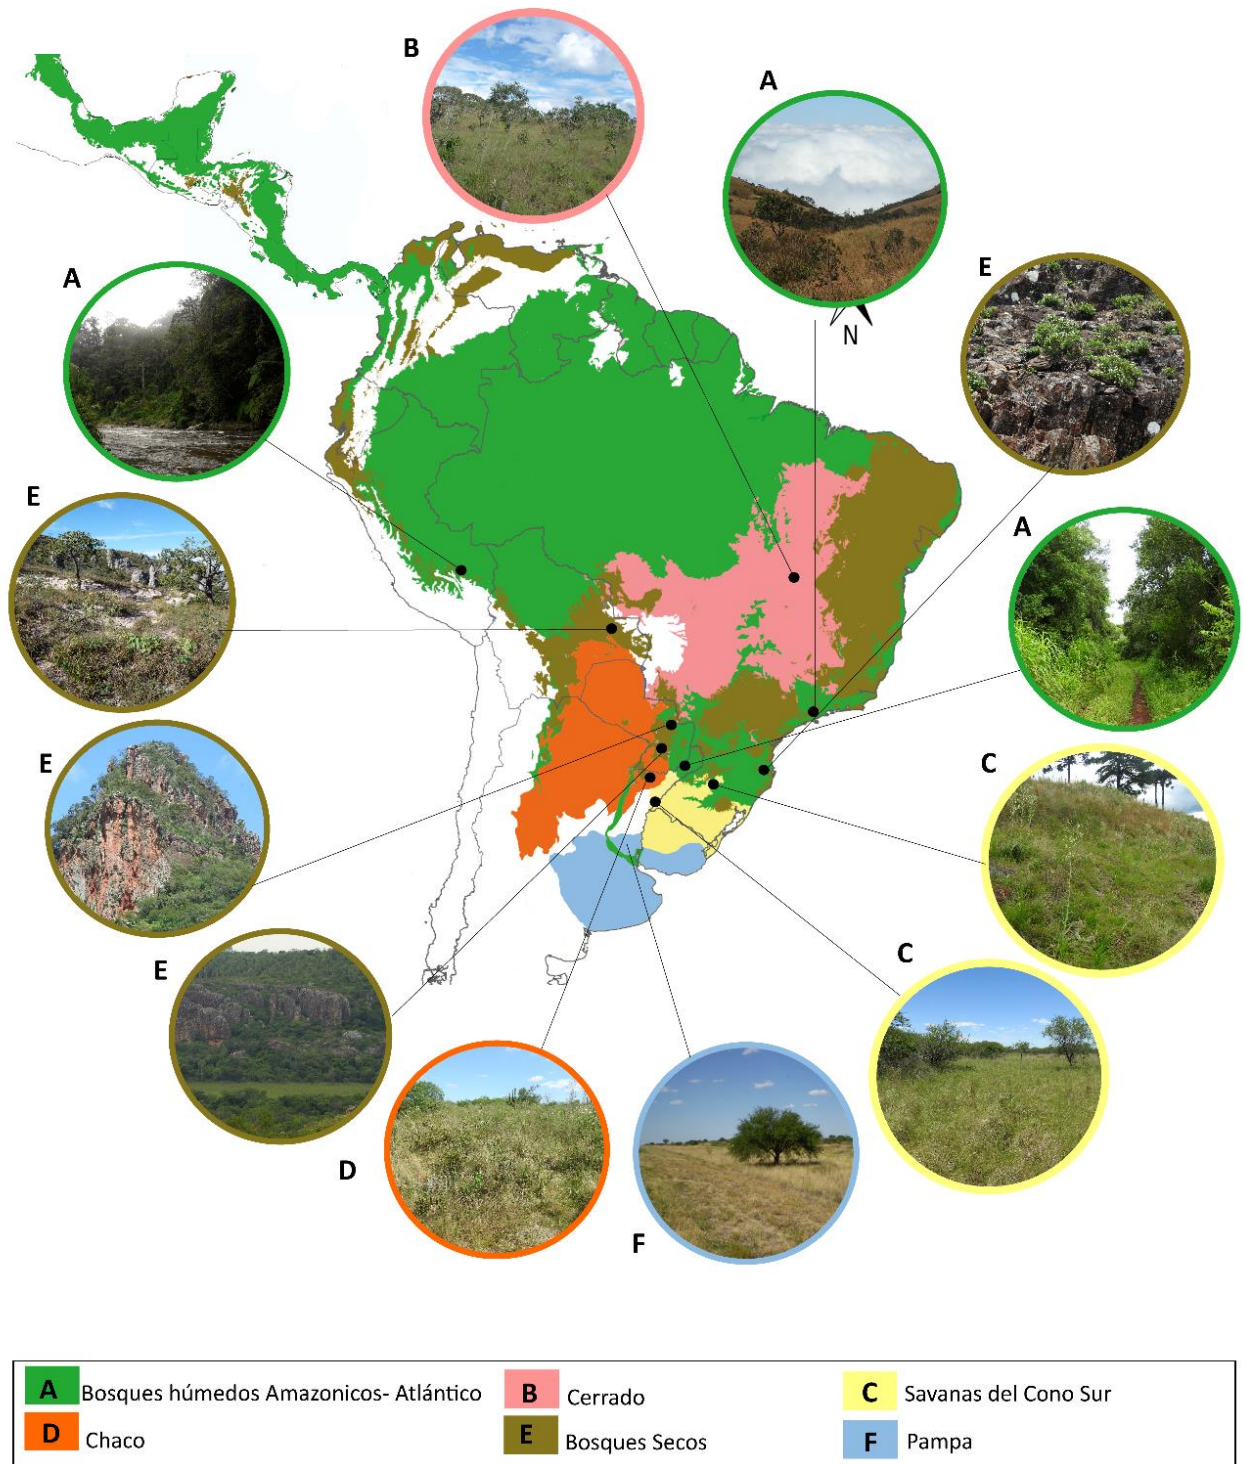 B
A
A
N
E
E
A
E
C
E
C
D
F
A Bosques húmedos Amazonicos- Atlántico
B Cerrado
C Savanas del Cono Sur
D Chaco
E Bosques Secos
F Pampa